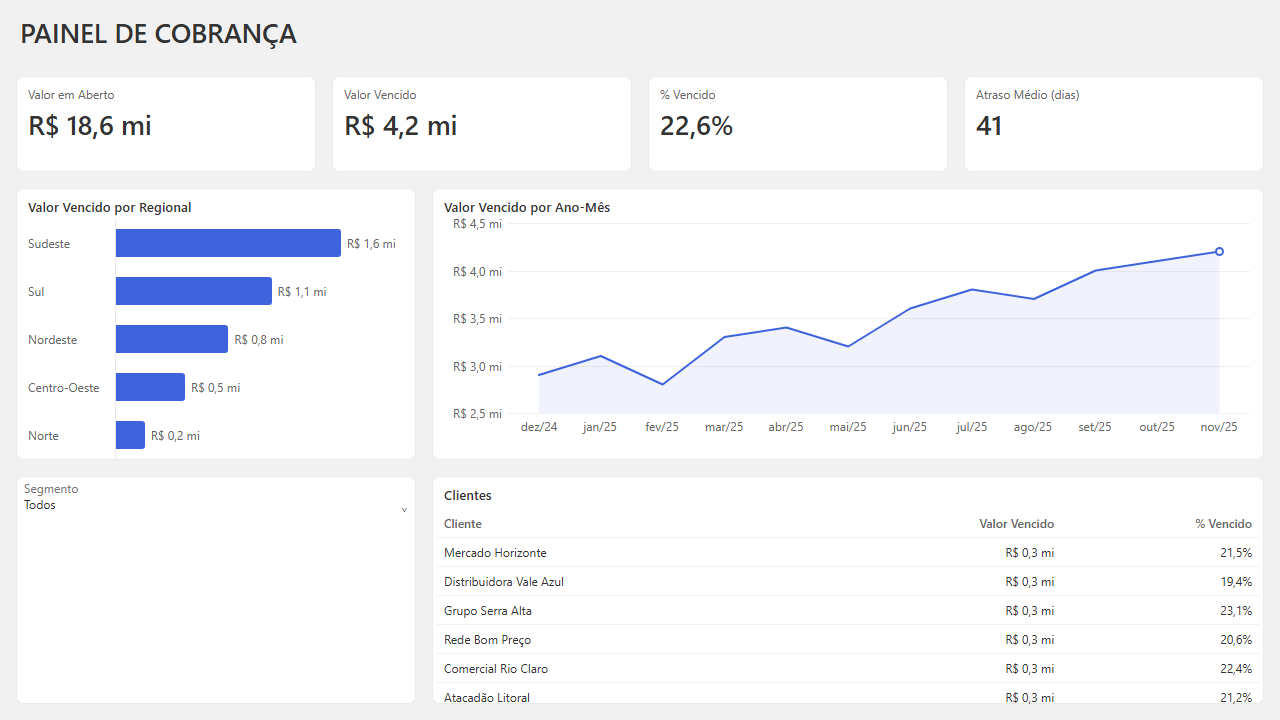 PAINEL DE COBRANÇA
Valor em Aberto
R$ 18,6 mi
Valor Vencido
R$ 4,2 mi
% Vencido
22,6%
Atraso Médio (dias)
41
Valor Vencido por Regional
Sudeste R$ 1,6 mi
Sul R$ 1,1 mi
Nordeste R$ 0,8 mi
Centro-Oeste R$ 0,5 mi
Norte R$ 0,2 mi
Valor Vencido por Ano-Mês
R$ 4,5 mi
R$ 4,0 mi
R$ 3,5 mi
R$ 3,0 mi
R$ 2,5 mi
dez/24 jan/25 fev/25 mar/25 abr/25 mai/25 jun/25 jul/25 ago/25 set/25 out/25 nov/25
Segmento
Todos
Clientes
Cliente Valor Vencido % Vencido
Mercado Horizonte R$ 0,3 mi 21,5%
Distribuidora Vale Azul R$ 0,3 mi 19,4%
Grupo Serra Alta R$ 0,3 mi 23,1%
Rede Bom Preço R$ 0,3 mi 20,6%
Comercial Rio Claro R$ 0,3 mi 22,4%
Atacadão Litoral R$ 0,3 mi 21,2%